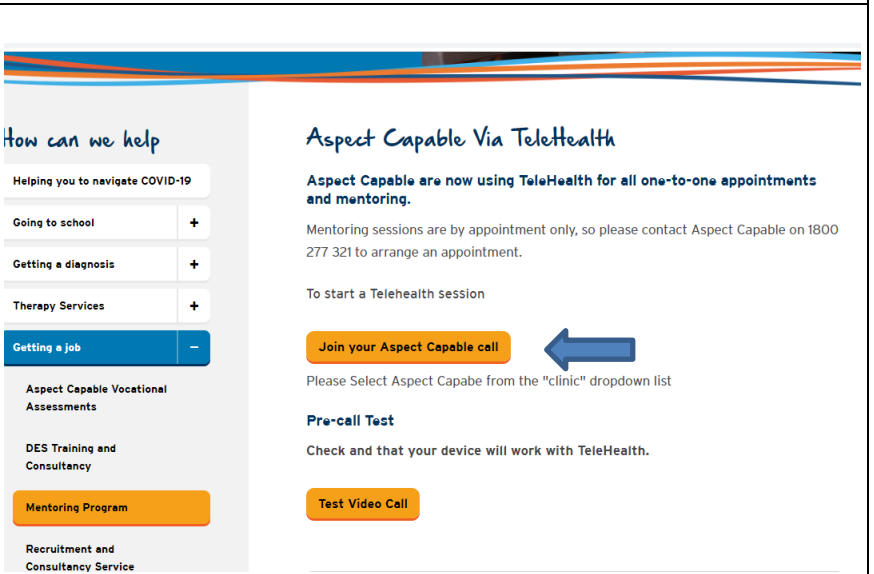 How can we help
Helping you to navigate COVID-19
Going to school +
Getting a diagnosis +
Therapy Services +
Getting a job −
Aspect Capable Vocational
Assessments
DES Training and
Consultancy
Mentoring Program
Recruitment and
Consultancy Service
Aspect Capable Via TeleHealth
Aspect Capable are now using TeleHealth for all one-to-one appointments
and mentoring.
Mentoring sessions are by appointment only, so please contact Aspect Capable on 1800
277 321 to arrange an appointment.
To start a Telehealth session
Join your Aspect Capable call
Please Select Aspect Capabe from the "clinic" dropdown list
Pre-call Test
Check and that your device will work with TeleHealth.
Test Video Call